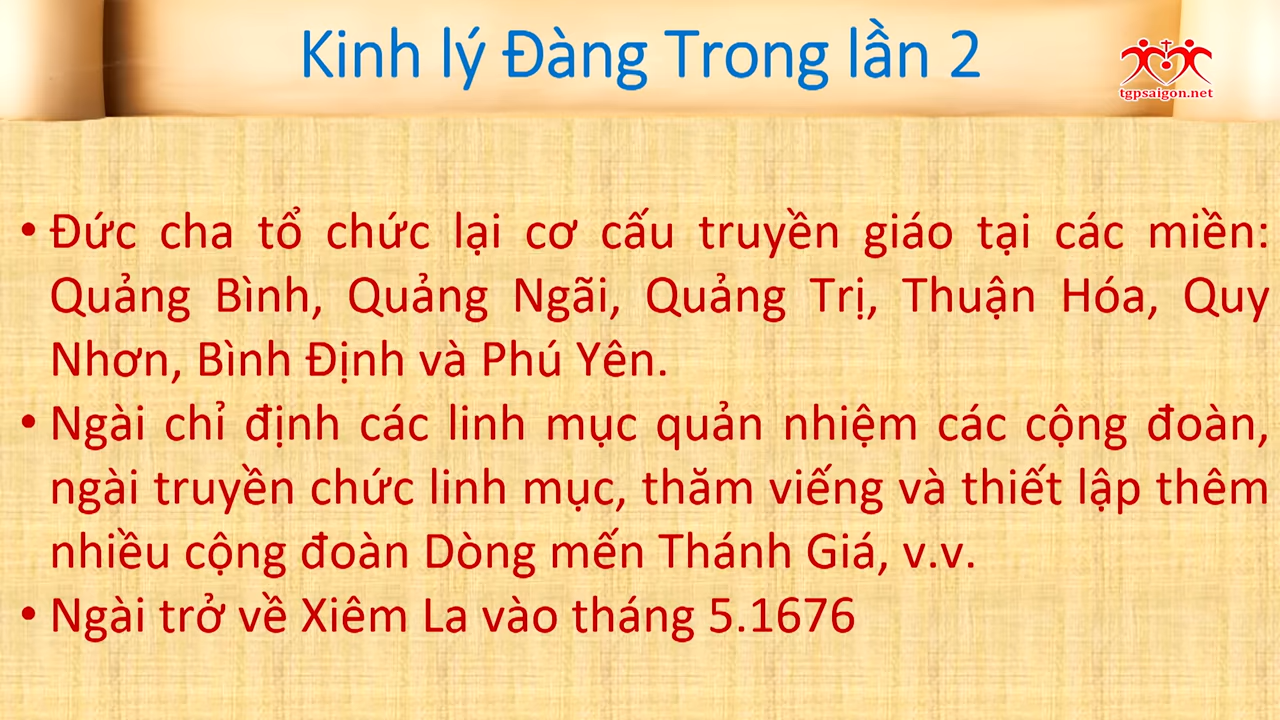 Kinh lý Đàng Trong lần 2
tgpsaigon.net
• Đức cha tổ chức lại cơ cấu truyền giáo tại các miền:
Quảng Bình, Quảng Ngãi, Quảng Trị, Thuận Hóa, Quy
Nhơn, Bình Định và Phú Yên.
• Ngài chỉ định các linh mục quản nhiệm các cộng đoàn,
ngài truyền chức linh mục, thăm viếng và thiết lập thêm
nhiều cộng đoàn Dòng mến Thánh Giá, v.v.
• Ngài trở về Xiêm La vào tháng 5.1676